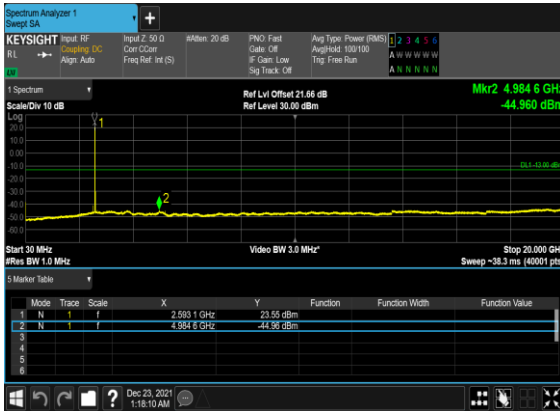 Spectrum Analyzer 1
Swept SA
+
KEYSIGHT Input: RF Input Z: 50 Ω #Atten: 20 dB PNO: Fast Avg Type: Power (RMS) 1 2 3 4 5 6
RL Coupling: DC Corr CCorr Gate: Off Avg|Hold: 100/100 A W W W W W
Align: Auto Freq Ref: Int (S) IF Gain: Low Trig: Free Run
Sig Track: Off A N N N N N
1 Spectrum Ref Lvl Offset 21.66 dB Mkr2 4.984 6 GHz
Scale/Div 10 dB Ref Level 30.00 dBm -44.960 dBm
Log
20.0
10.0
0.00
-10.0
-20.0
-30.0
-40.0
-50.0
-60.0
1
DL1 -13.00 dBm
2
Start 30 MHz Video BW 3.0 MHz* Stop 20.000 GHz
#Res BW 1.0 MHz Sweep ~38.3 ms (40001 pts)
5 Marker Table
Mode Trace Scale X Y Function Function Width Function Value
1 N 1 f 2.593 1 GHz 23.55 dBm
2 N 1 f 4.984 6 GHz -44.96 dBm
3
4
5
6
? Dec 23, 2021
1:18:10 AM